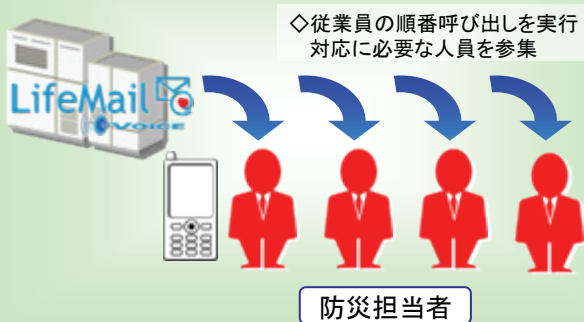 ◇従業員の順番呼び出しを実行
対応に必要な人員を参集
LifeMail
VOICE
防災担当者